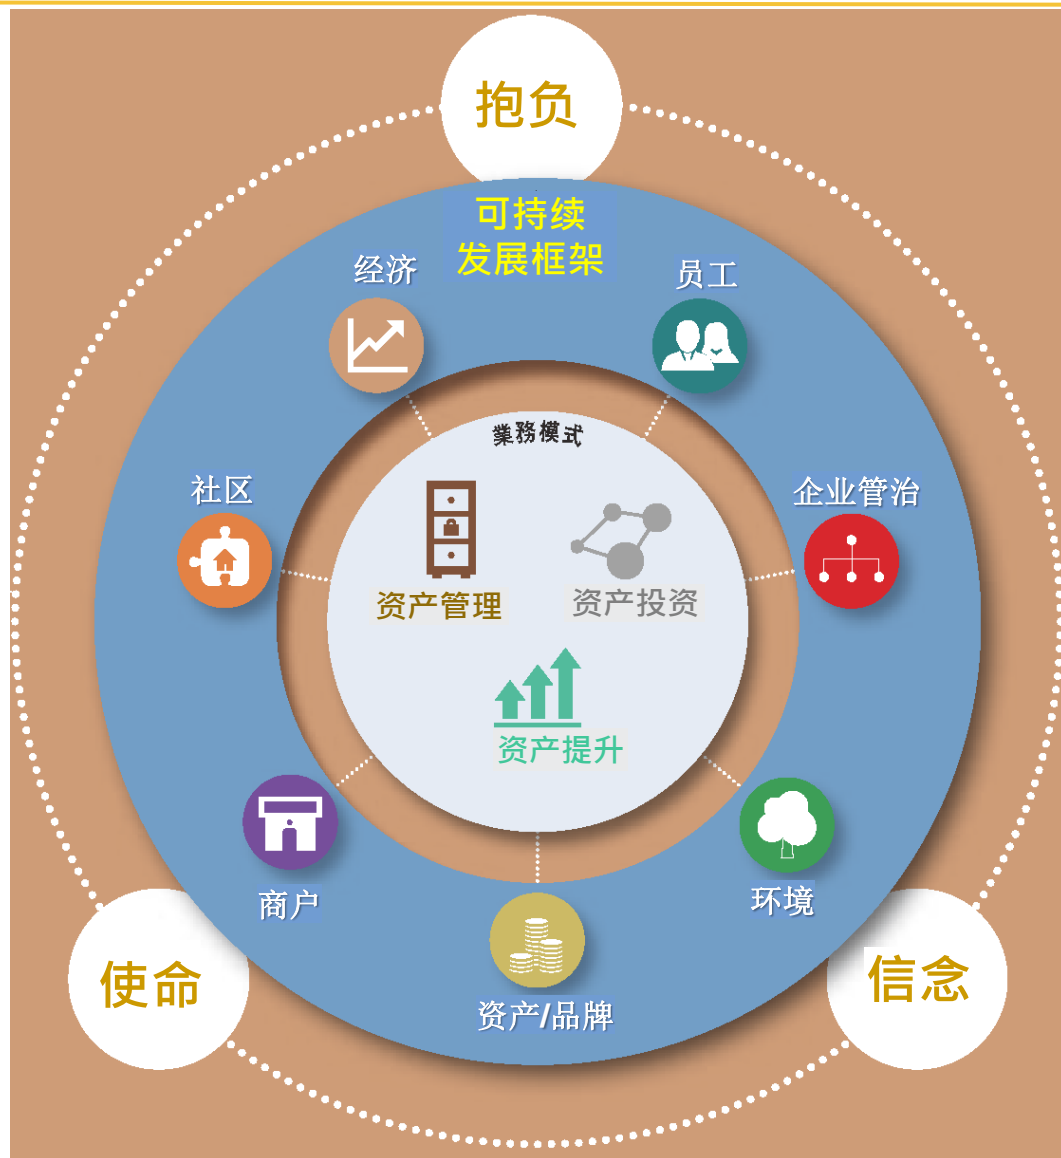 抱负
可持续
发展框架
经济
员工
業務模式
社区
企业管治
资产管理
资产投资
资产提升
商户
环境
资产/品牌
使命
信念